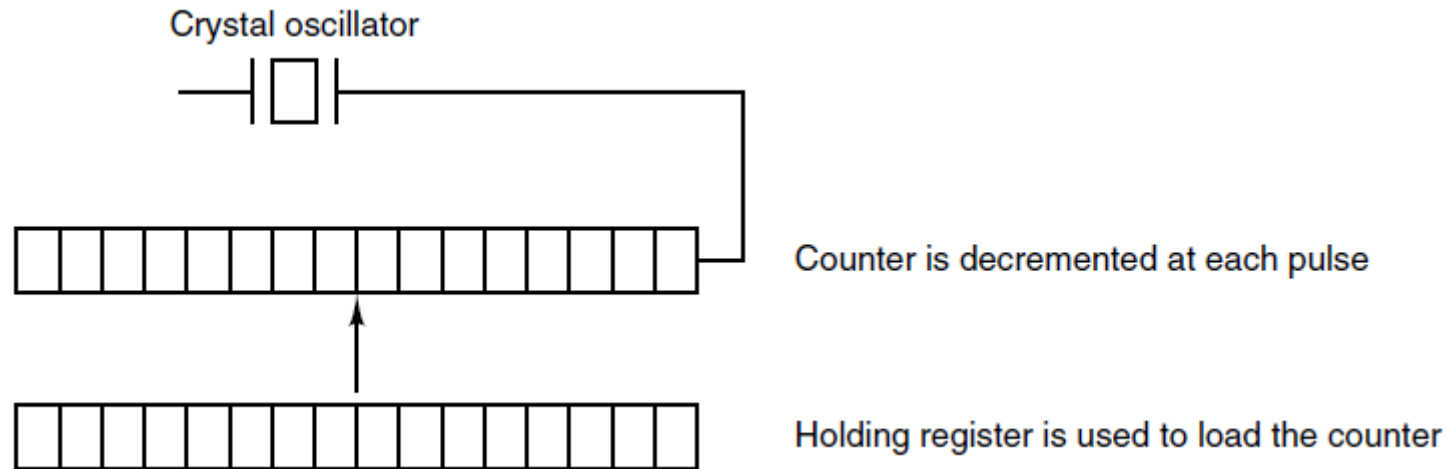 Crystal oscillator
Counter is decremented at each pulse
Holding register is used to load the counter